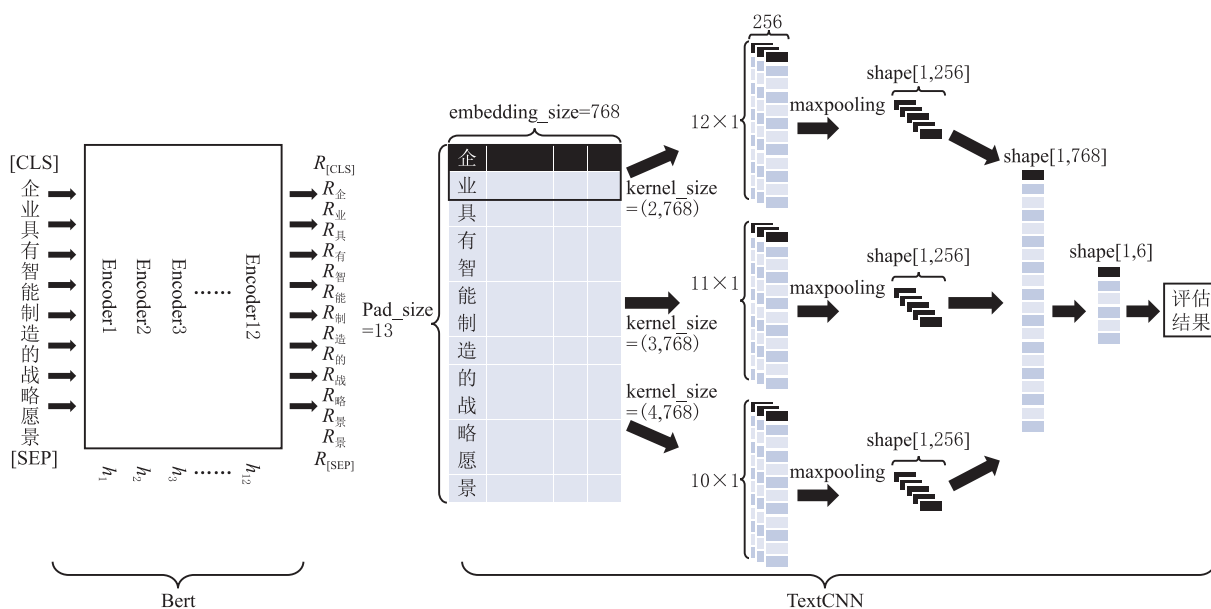 [CLS]
企
业
具
有
智
能
制
造
的
战
略
愿
景
[SEP]
Encoder1
Encoder2
Encoder3
……
Encoder12
h₁
h₂
h₃
……
h₁₂
R[CLS]
R企
R业
R具
R有
R智
R能
R制
R造
R的
R战
R略
R景
R景
R[SEP]
Bert
Pad_size
=13
embedding_size=768
企
业
具
有
智
能
制
造
的
战
略
愿
景
kernel_size
=(2,768)
kernel_size
=(3,768)
kernel_size
=(4,768)
256
12×1
11×1
10×1
maxpooling
maxpooling
maxpooling
shape[1,256]
shape[1,256]
shape[1,256]
shape[1,768]
shape[1,6]
评估
结果
TextCNN